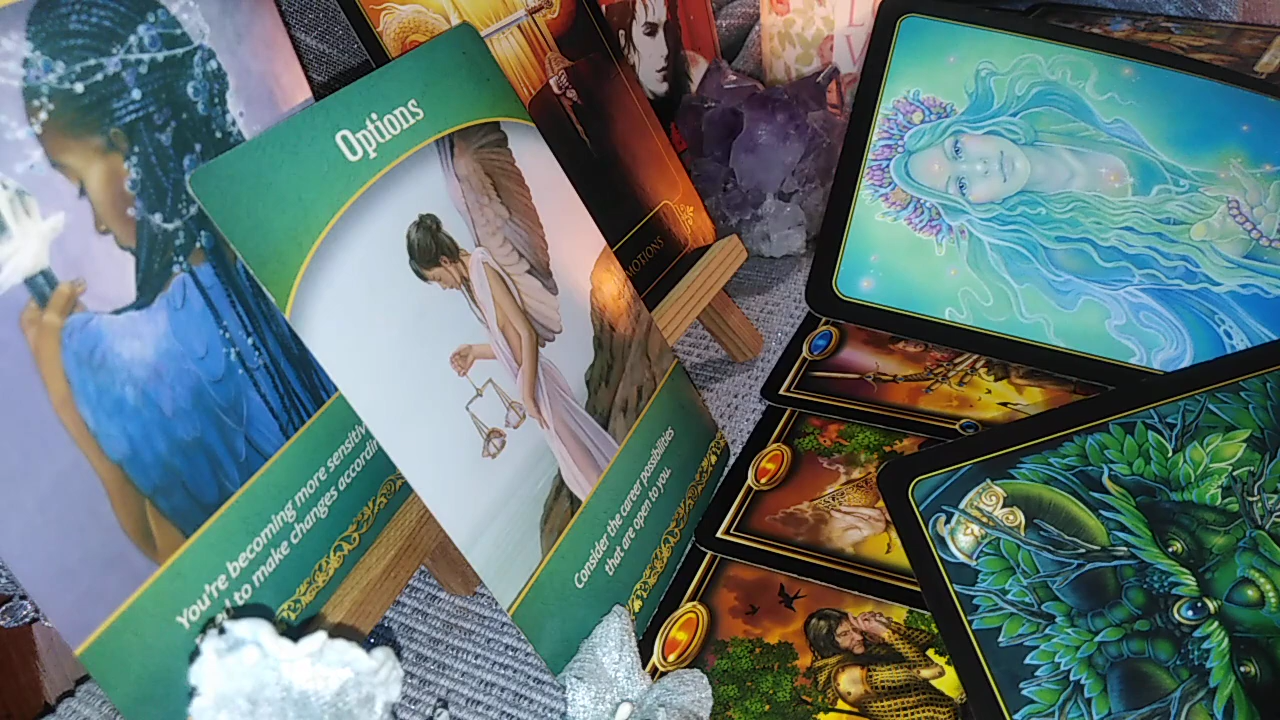 Options
Consider the career possibilities
that are open to you.
You're becoming more sensitiv
to make changes accordin
MOTIONS